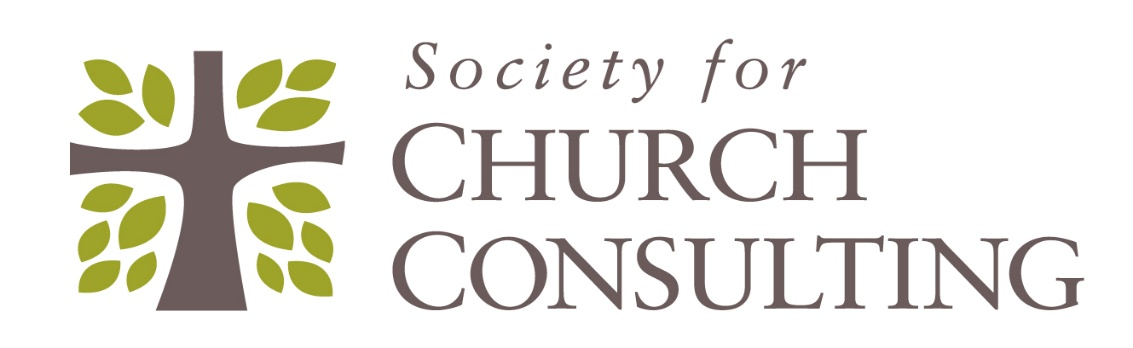 Society for
CHURCH
CONSULTING